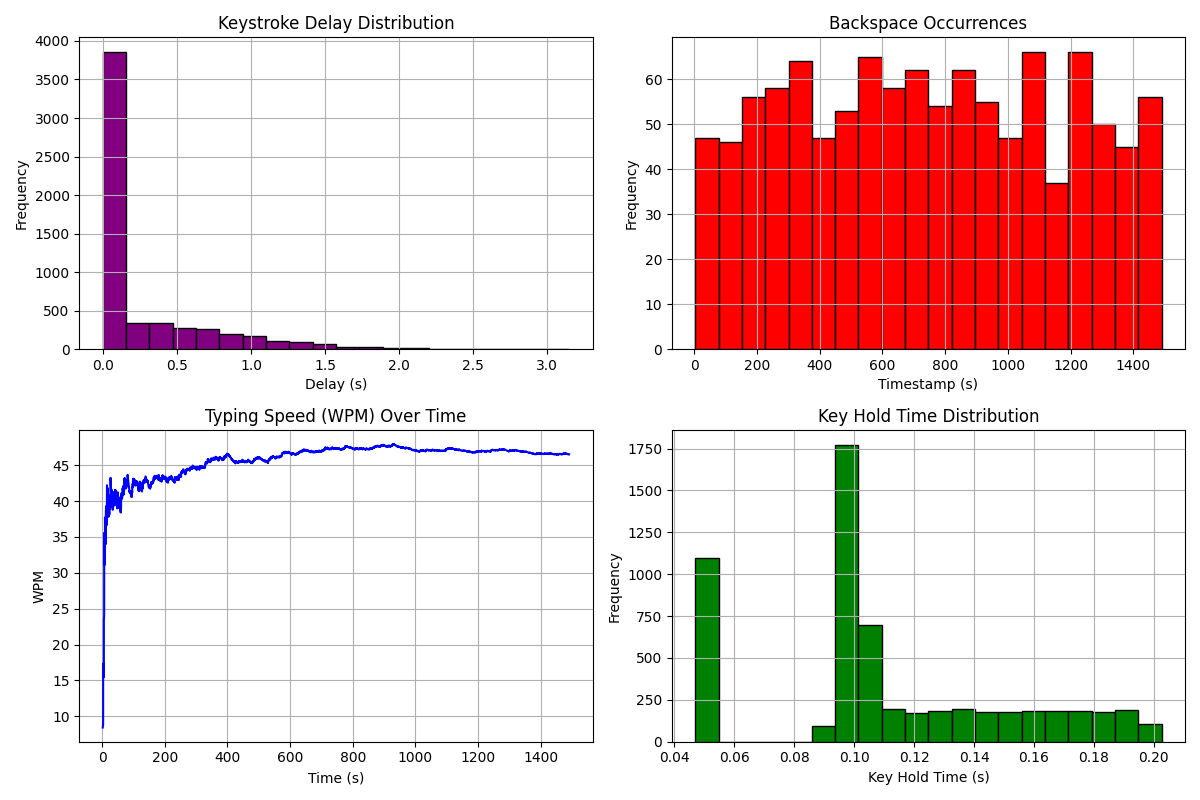 Keystroke Delay Distribution
4000
3500
3000
2500
2000
1500
1000
500
0
Frequency
0.0 0.5 1.0 1.5 2.0 2.5 3.0
Delay (s)
Backspace Occurrences
60
50
40
30
20
10
0
Frequency
0 200 400 600 800 1000 1200 1400
Timestamp (s)
Typing Speed (WPM) Over Time
45
40
35
30
25
20
15
10
WPM
0 200 400 600 800 1000 1200 1400
Time (s)
Key Hold Time Distribution
1750
1500
1250
1000
750
500
250
0
Frequency
0.04 0.06 0.08 0.10 0.12 0.14 0.16 0.18 0.20
Key Hold Time (s)